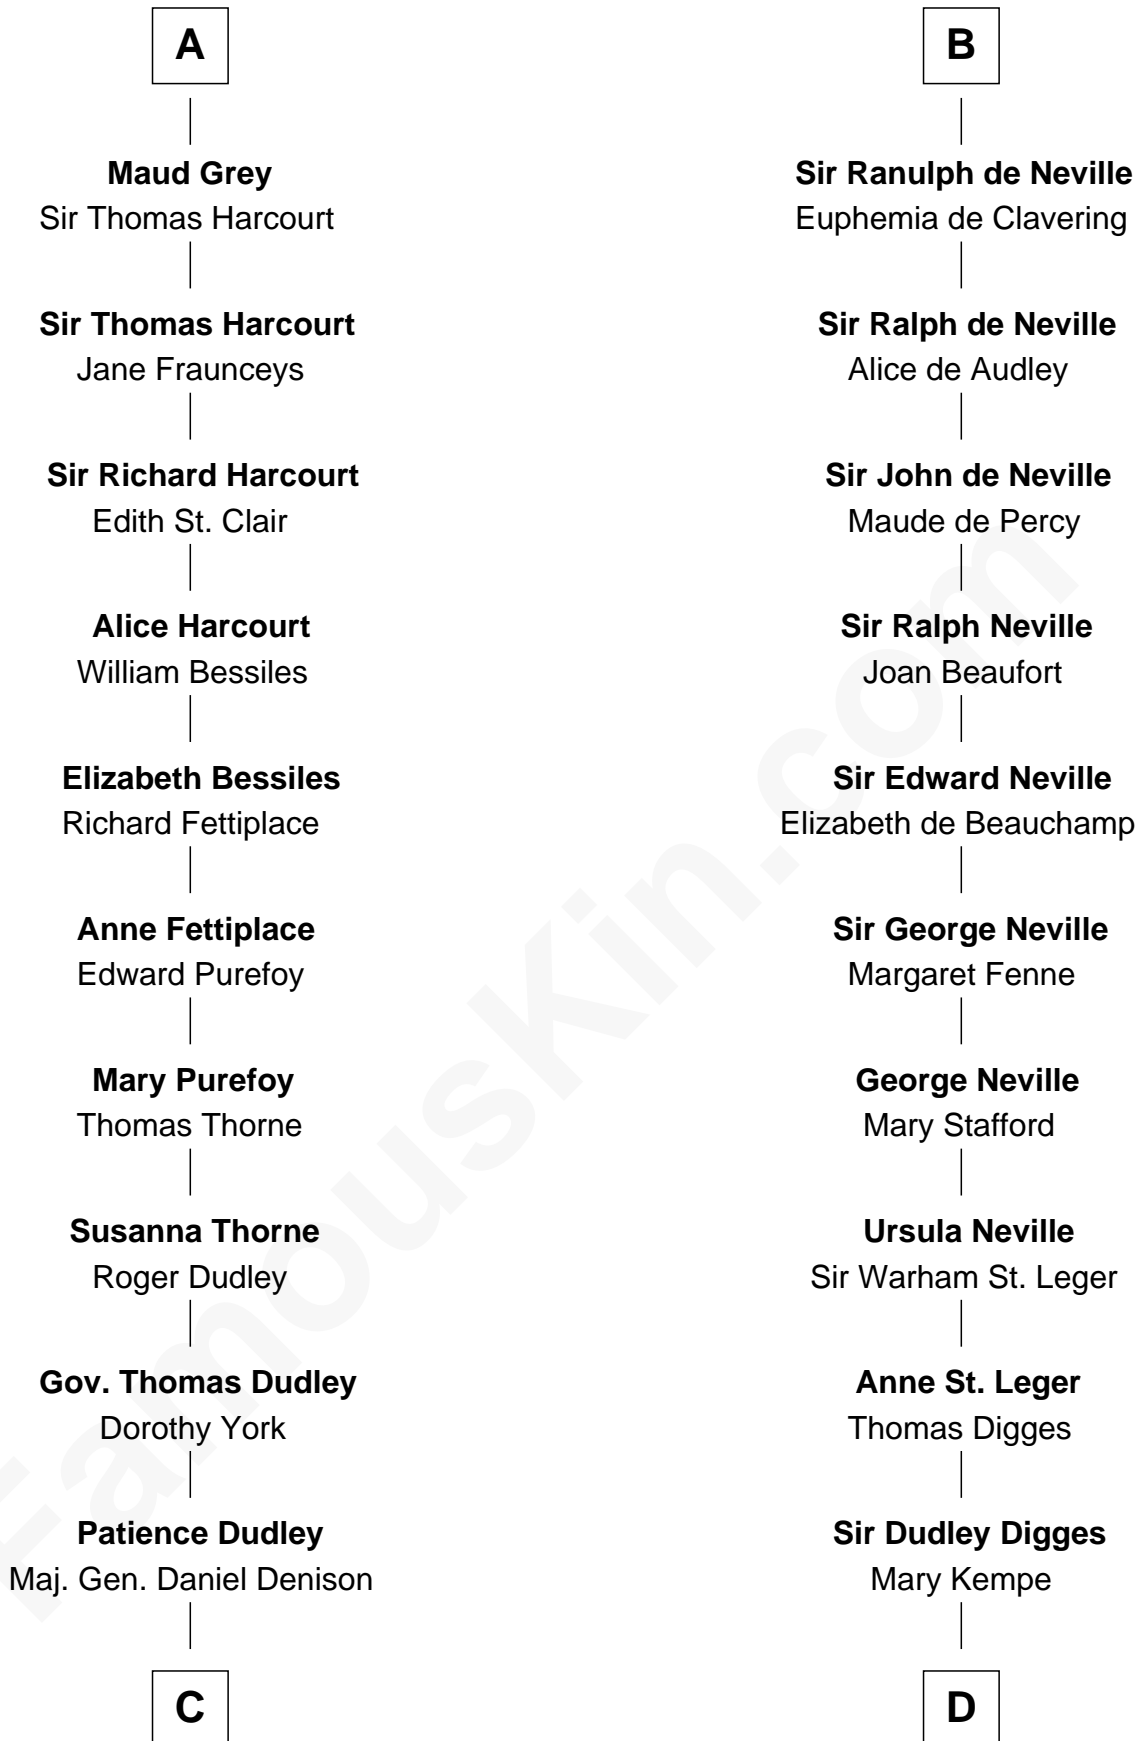 A
Maud Grey
Sir Thomas Harcourt
Sir Thomas Harcourt
Jane Fraunceys
Sir Richard Harcourt
Edith St. Clair
Alice Harcourt
William Bessiles
Elizabeth Bessiles
Richard Fettiplace
Anne Fettiplace
Edward Purefoy
Mary Purefoy
Thomas Thorne
Susanna Thorne
Roger Dudley
Gov. Thomas Dudley
Dorothy York
Patience Dudley
Maj. Gen. Daniel Denison
C
B
Sir Ranulph de Neville
Euphemia de Clavering
Sir Ralph de Neville
Alice de Audley
Sir John de Neville
Maude de Percy
Sir Ralph Neville
Joan Beaufort
Sir Edward Neville
Elizabeth de Beauchamp
Sir George Neville
Margaret Fenne
George Neville
Mary Stafford
Ursula Neville
Sir Warham St. Leger
Anne St. Leger
Thomas Digges
Sir Dudley Digges
Mary Kempe
D
FamousKin.com